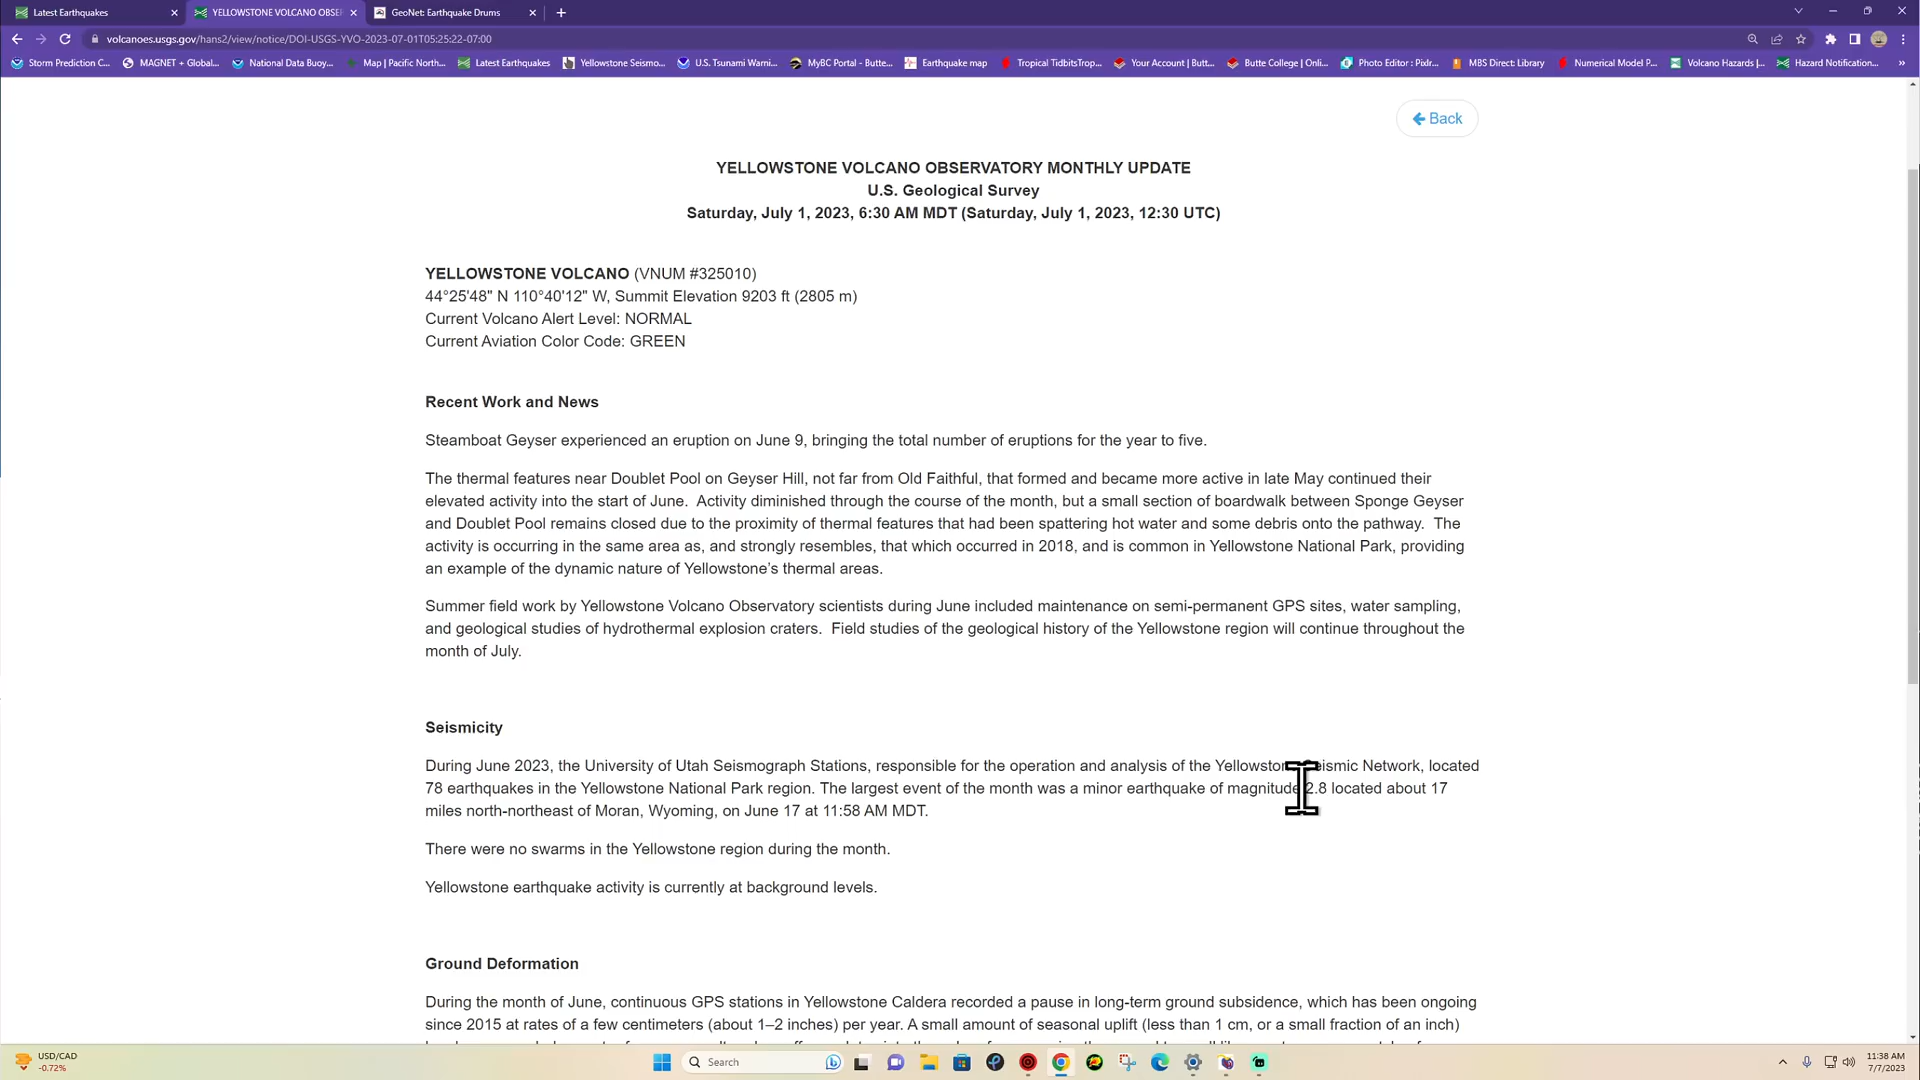 Latest Earthquakes
YELLOWSTONE VOLCANO OBSE
GeoNet: Earthquake Drums
volcanoes.usgs.gov/hans2/view/notice/DOI-USGS-YVO-2023-07-01T05:25:22-07:00
Storm Prediction C... MAGNET + Global... National Data Buoy... Map | Pacific North... Latest Earthquakes Yellowstone Seismo... U.S. Tsunami Warni... MyBC Portal - Butte... Earthquake map Tropical TidbitsTrop... Your Account | Butt... Butte College | Onli... Photo Editor : Pixlr... MBS Direct Library Numerical Model P... Volcano Hazards |... Hazard Notification... »
Back
YELLOWSTONE VOLCANO OBSERVATORY MONTHLY UPDATE
U.S. Geological Survey
Saturday, July 1, 2023, 6:30 AM MDT (Saturday, July 1, 2023, 12:30 UTC)
YELLOWSTONE VOLCANO (VNUM #325010)
44°25'48" N 110°40'12" W, Summit Elevation 9203 ft (2805 m)
Current Volcano Alert Level: NORMAL
Current Aviation Color Code: GREEN
Recent Work and News
Steamboat Geyser experienced an eruption on June 9, bringing the total number of eruptions for the year to five.
The thermal features near Doublet Pool on Geyser Hill, not far from Old Faithful, that formed and became more active in late May continued their
elevated activity into the start of June. Activity diminished through the course of the month, but a small section of boardwalk between Sponge Geyser
and Doublet Pool remains closed due to the proximity of thermal features that had been spattering hot water and some debris onto the pathway. The
activity is occurring in the same area as, and strongly resembles, that which occurred in 2018, and is common in Yellowstone National Park, providing
an example of the dynamic nature of Yellowstone's thermal areas.
Summer field work by Yellowstone Volcano Observatory scientists during June included maintenance on semi-permanent GPS sites, water sampling,
and geological studies of hydrothermal explosion craters. Field studies of the geological history of the Yellowstone region will continue throughout the
month of July.
Seismicity
During June 2023, the University of Utah Seismograph Stations, responsible for the operation and analysis of the Yellowstone Seismic Network, located
78 earthquakes in the Yellowstone National Park region. The largest event of the month was a minor earthquake of magnitude 2.8 located about 17
miles north-northeast of Moran, Wyoming, on June 17 at 11:58 AM MDT.
There were no swarms in the Yellowstone region during the month.
Yellowstone earthquake activity is currently at background levels.
Ground Deformation
During the month of June, continuous GPS stations in Yellowstone Caldera recorded a pause in long-term ground subsidence, which has been ongoing
since 2015 at rates of a few centimeters (about 1–2 inches) per year. A small amount of seasonal uplift (less than 1 cm, or a small fraction of an inch)
USD/CAD
-0.72%
Search
11:38 AM
7/7/2023